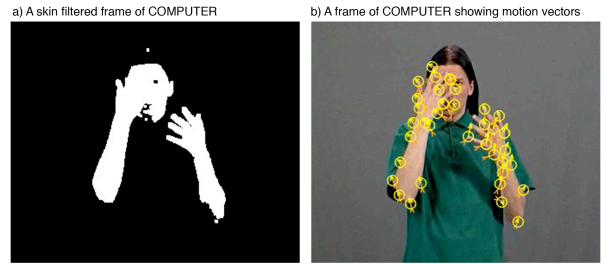 a) A skin filtered frame of COMPUTER
b) A frame of COMPUTER showing motion vectors